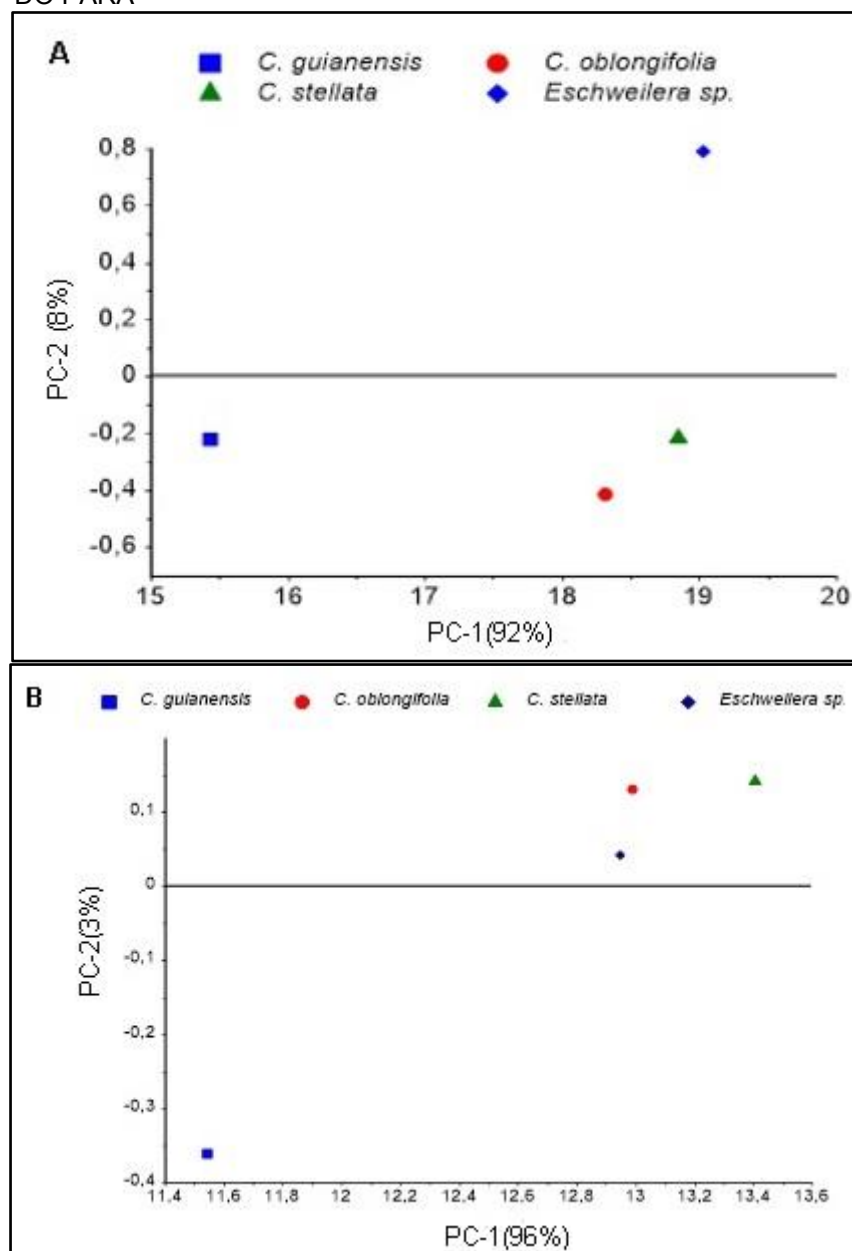 A
C. guianensis C. oblongifolia
C. stellata Eschweilera sp.
0,8
0,6
0,4
0,2
0
-0,2
-0,4
-0,6
PC-2 (8%)
15 16 17 18 19 20
PC-1(92%)
B C. guianensis C. oblongifolia C. stellata Eschweilera sp.
0,1
0
-0,1
-0,2
-0,3
-0,4
PC-2(3%)
11,4 11,6 11,8 12 12,2 12,4 12,6 12,8 13 13,2 13,4 13,6
PC-1(96%)